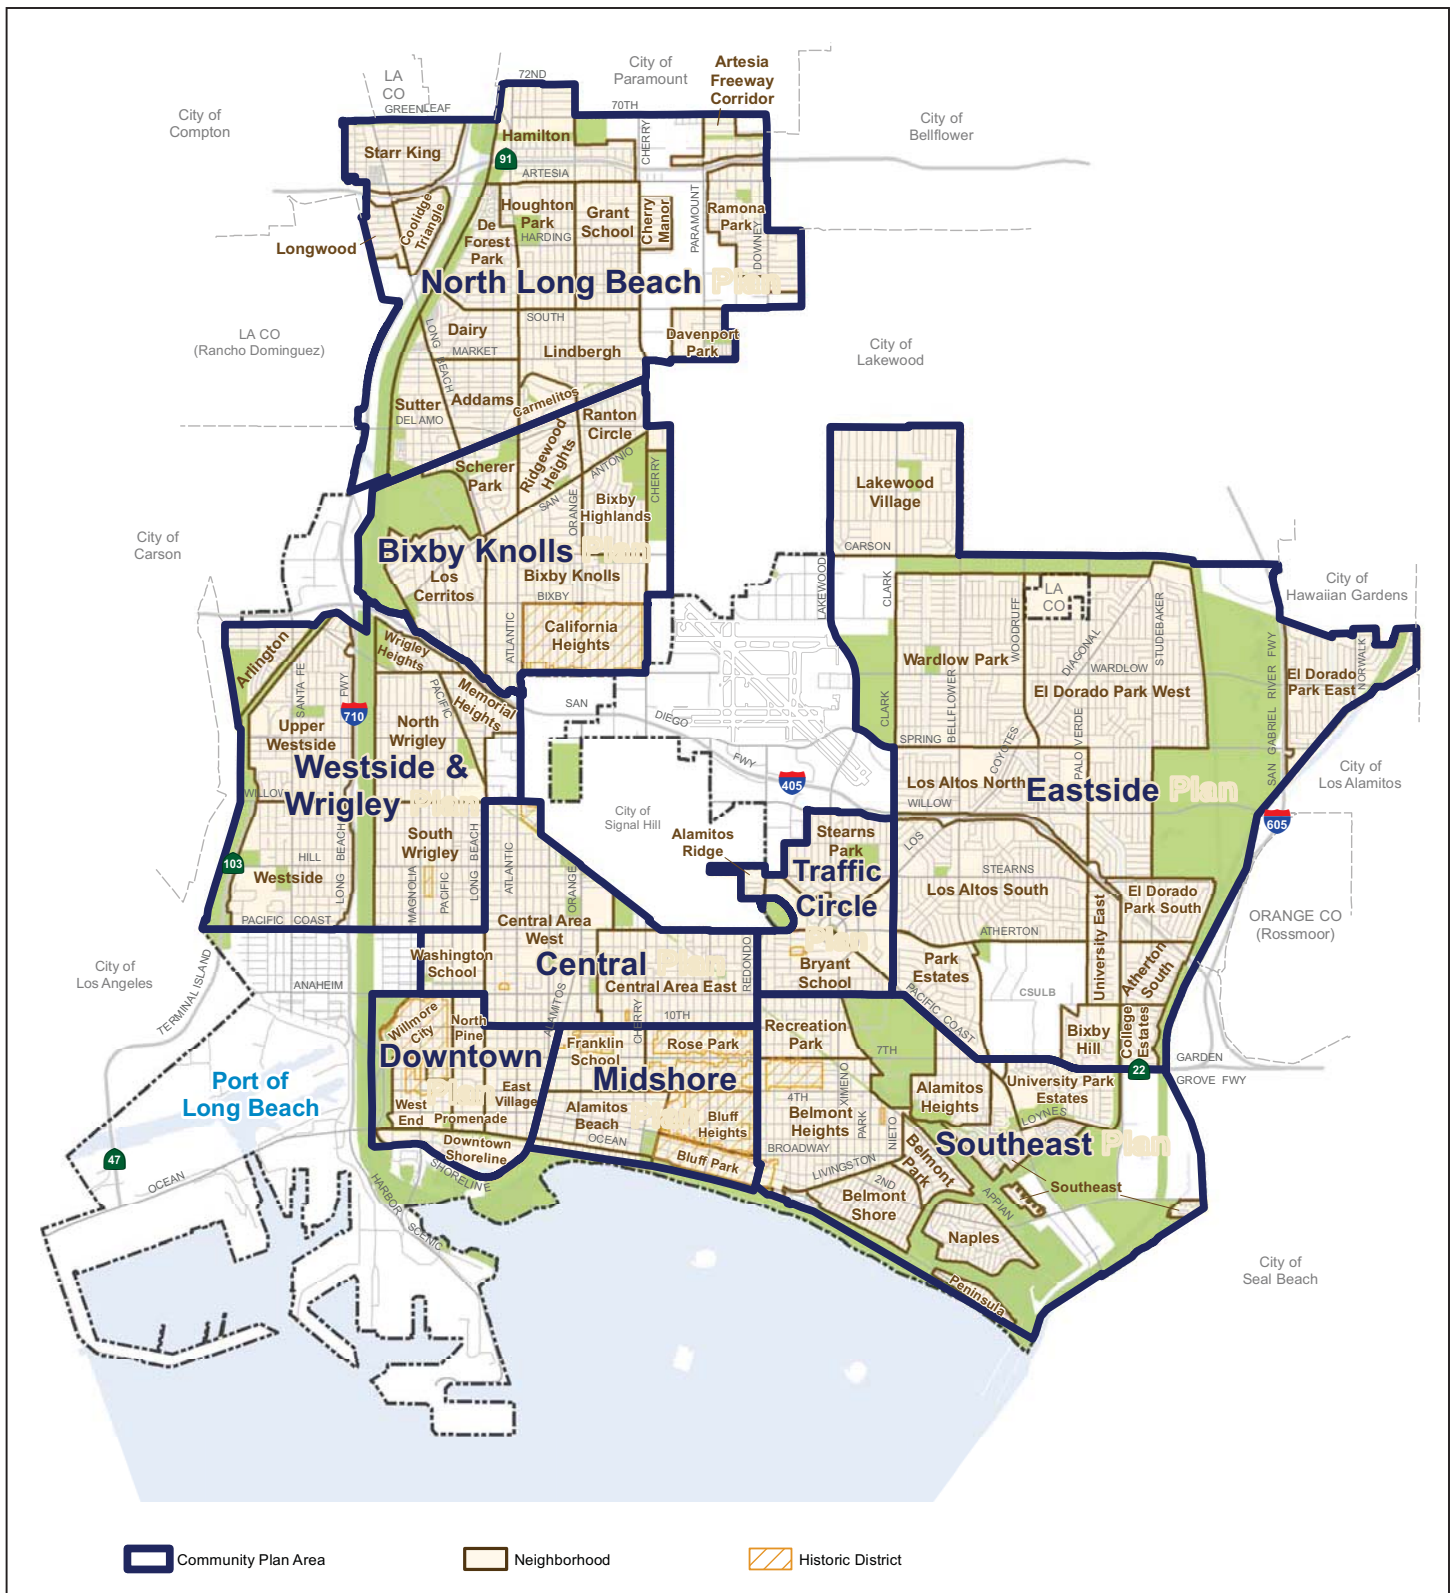 72ND
City of
Paramount
Artesia
Freeway
Corridor
LA
CO
GREENLEAF
70TH
City of
Compton
City of
Bellflower
Hamilton
CHERRY
Starr King
91
ARTESIA
Coolidge
Triangle
Longwood
De
Forest
Park
Houghton
Park
HARDING
Grant
School
Cherry
Manor
PARAMOUNT
Ramona
Park
DOWNEY
North Long Beach Plan
LA CO
(Rancho Dominguez)
LONG BEACH
Dairy
MARKET
SOUTH
Lindbergh
Davenport
Park
City of
Lakewood
Sutter
DEL AMO
Addams
Carmelitos
Ranton
Circle
Scherer
Park
Ridgewood
Heights
SAN ANTONIO
ORANGE
CHERRY
Bixby
Highlands
Lakewood
Village
CARSON
City of
Carson
Bixby Knolls Plan
Los
Cerritos
Bixby Knolls
BIXBY
ATLANTIC
California
Heights
LAKEWOOD
CLARK
LA
CO
WOODRUFF
DIAGONAL
STUDEBAKER
WARDLOW
City of
Hawaiian Gardens
Arlington
SANTA FE
FWY
710
Wrigley
Heights
PACIFIC
Memorial
Heights
Wardlow Park
CLARK
BELLFLOWER
El Dorado Park West
SAN GABRIEL RIVER FWY
El Dorado
Park East
NORWALK
Upper
Westside
North
Wrigley
SAN DIEGO FWY
405
SPRING
COYOTES
PALO VERDE
Westside &
Wrigley Plan
WILLOW
Los Altos North
WILLOW
Eastside Plan
City of
Los Alamitos
605
City of
Signal Hill
Alamitos
Ridge
Stearns
Park
LOS
103
HILL
Westside
LONG BEACH
South
Wrigley
MAGNOLIA
PACIFIC
LONG BEACH
ATLANTIC
ORANGE
Traffic
Circle
Plan
STEARNS
Los Altos South
University East
El Dorado
Park South
PACIFIC COAST
Central Area
West
ATHERTON
ORANGE CO
(Rossmoor)
Washington
School
Central Plan
Central Area East
REDONDO
Bryant
School
Park
Estates
Atherton
South
City of
Los Angeles
TERMINAL ISLAND
ANAHEIM
ALAMITOS
CHERRY
10TH
PACIFIC COAST
CSULB
Bixby
Hill
College
Estates
Willmore
City
North
Pine
Downtown
Plan
Franklin
School
Rose Park
Midshore
Plan
Recreation
Park
7TH
22
GARDEN
GROVE FWY
Port of
Long Beach
West
End
Promenade
East
Village
Alamitos
Beach
OCEAN
Bluff
Heights
4TH
XIMENO
PARK
NIETO
Belmont
Heights
BROADWAY
Alamitos
Heights
University Park
Estates
LOYNES
Southeast Plan
Downtown
Shoreline
SHORELINE
Bluff Park
LIVINGSTON
2ND
Belmont
Park
Belmont
Shore
APPIAN
Southeast
47
OCEAN
HARBOR SCENIC
Naples
Peninsula
City of
Seal Beach
Community Plan Area
Neighborhood
Historic District